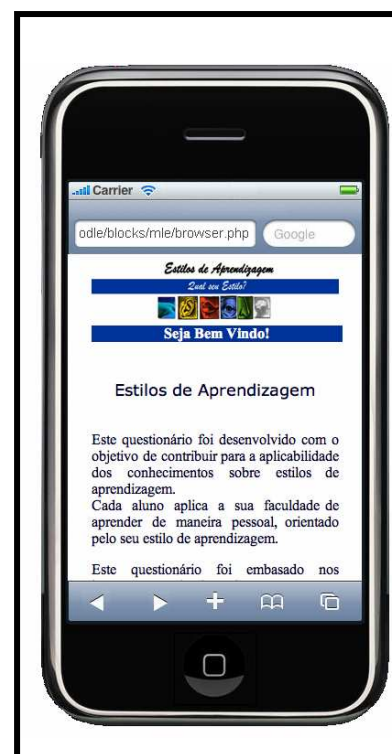 Carrier
odle/blocks/mle/browser.php Google
Estilos de Aprendizagem
Qual seu Estilo?
Seja Bem Vindo!
Estilos de Aprendizagem
Este questionário foi desenvolvido com o
objetivo de contribuir para a aplicabilidade
dos conhecimentos sobre estilos de
aprendizagem.
Cada aluno aplica a sua faculdade de
aprender de maneira pessoal, orientado
pelo seu estilo de aprendizagem.
Este questionário foi embasado nos